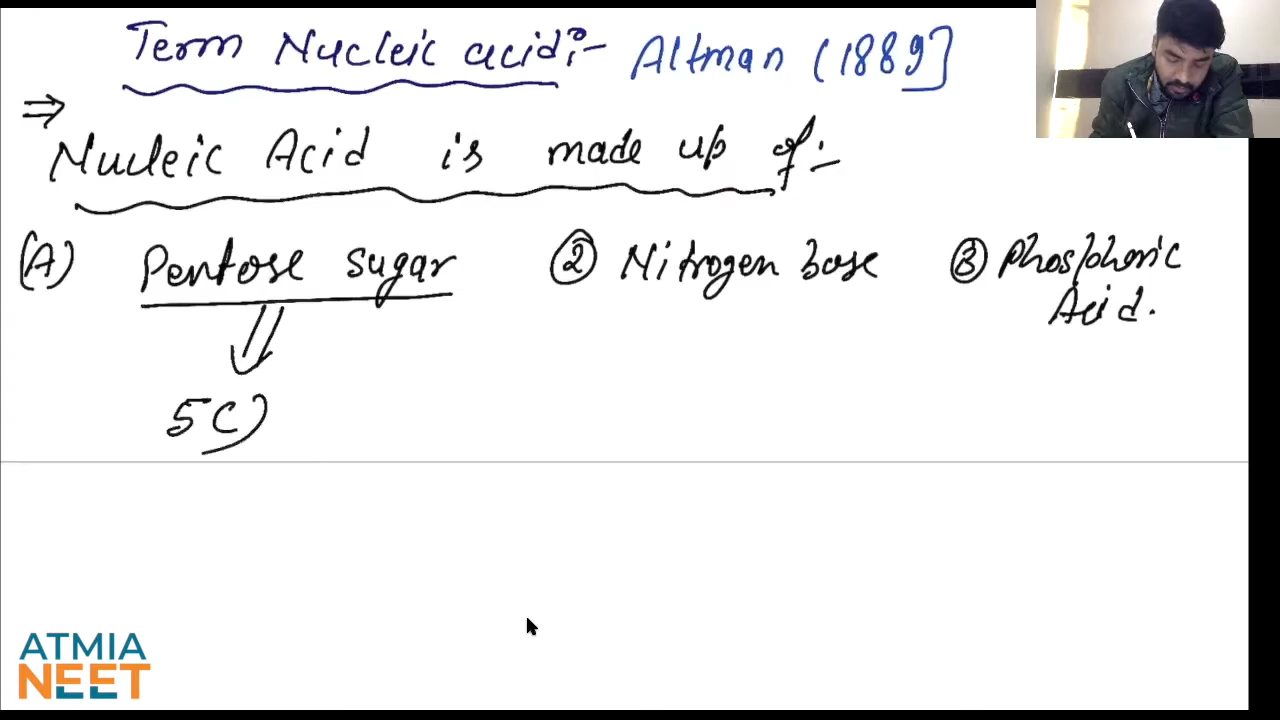 Term Nucleic acid:- Altman (1889]
⇒
Nucleic Acid is made up of:-
(A) Pentose sugar ② Nitrogen base ③ Phosphoric
Acid.
5C)
ATMIA
NEET